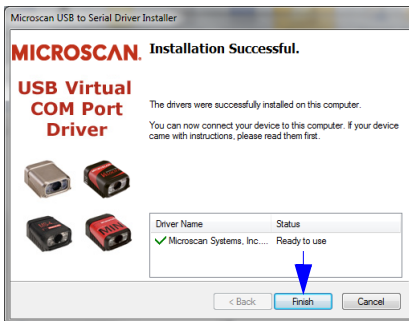 Microscan USB to Serial Driver Installer
MICROSCAN.
Installation Successful.
USB Virtual
COM Port
Driver
The drivers were successfully installed on this computer.
You can now connect your device to this computer. If your device
came with instructions, please read them first.
Driver Name Status
Microscan Systems, Inc.... Ready to use
< Back Finish Cancel